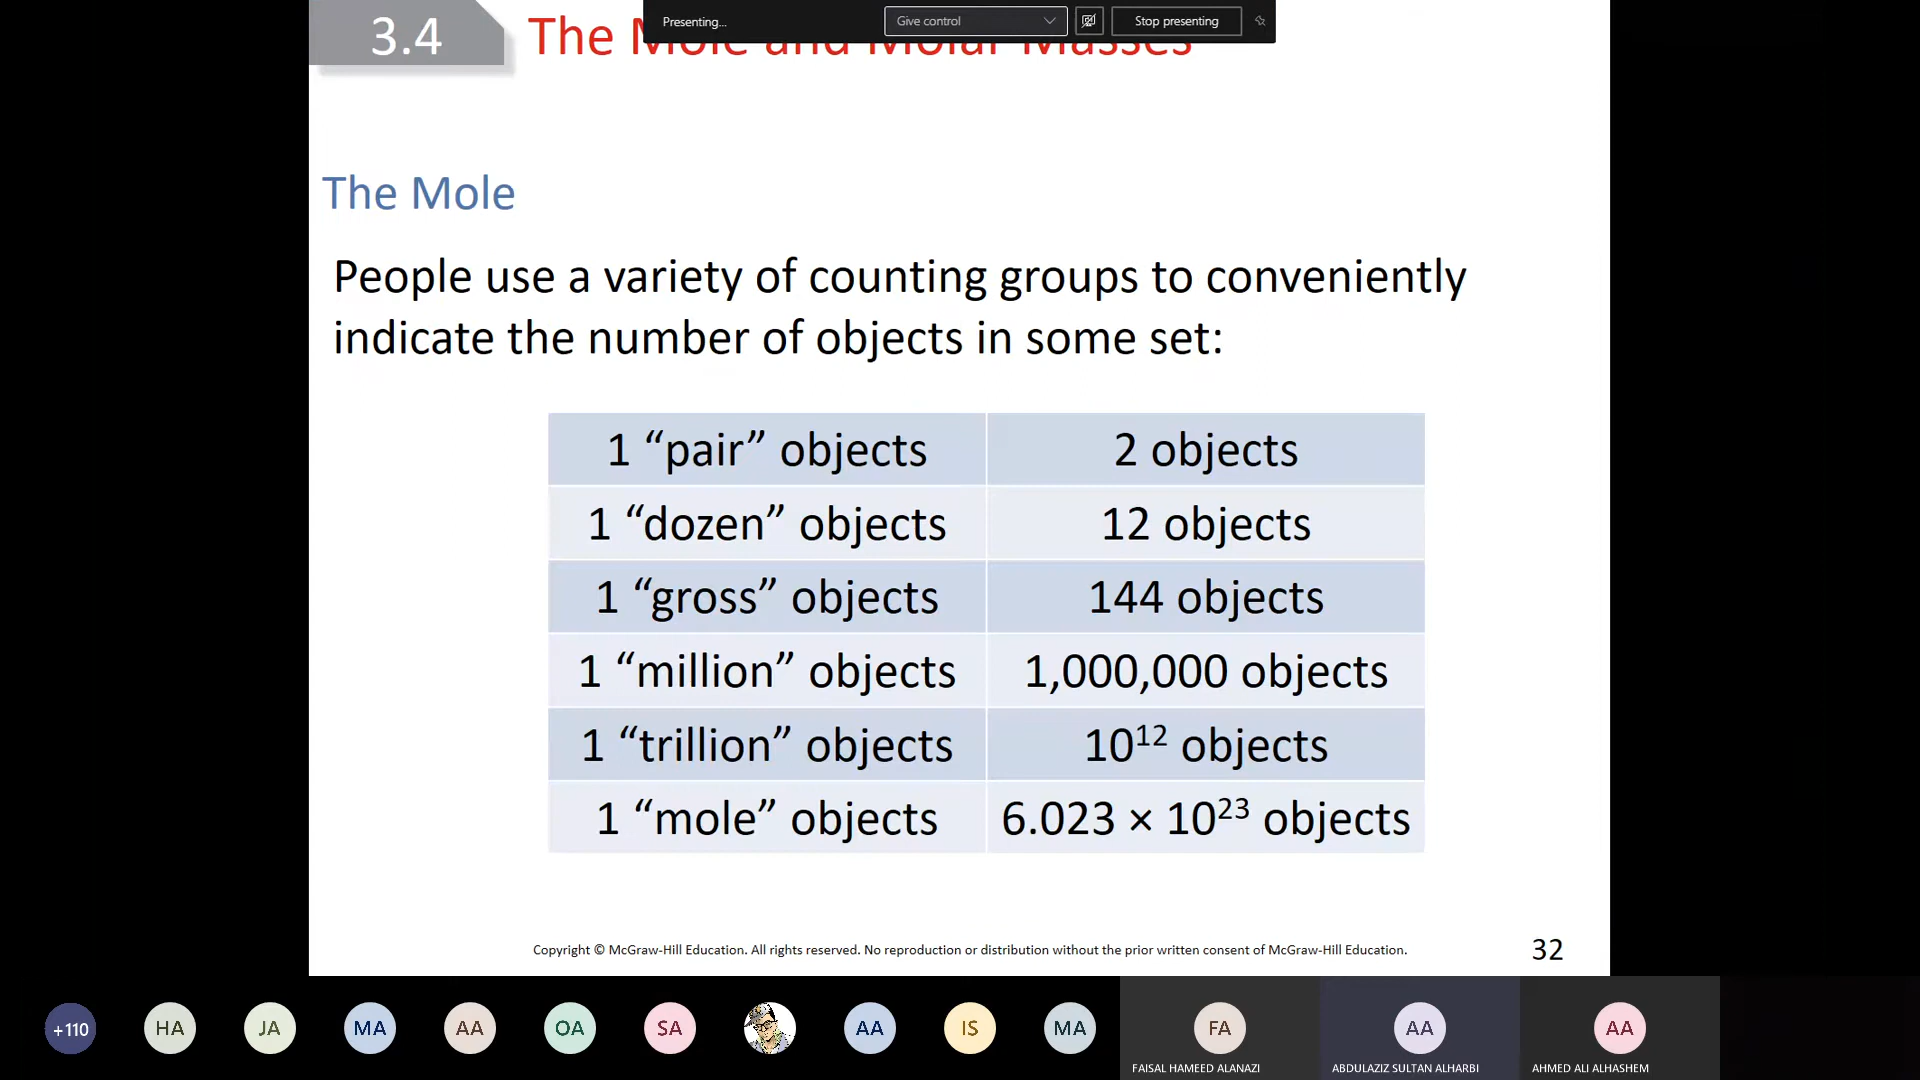 Presenting...
Give control
Stop presenting
3.4
The Mole and Molar Masses
The Mole
People use a variety of counting groups to conveniently
indicate the number of objects in some set:
1 “pair” objects 2 objects
1 “dozen” objects 12 objects
1 “gross” objects 144 objects
1 “million” objects 1,000,000 objects
1 “trillion” objects 10¹² objects
1 “mole” objects 6.023 × 10²³ objects
Copyright © McGraw-Hill Education. All rights reserved. No reproduction or distribution without the prior written consent of McGraw-Hill Education.
32
+110 HA JA MA AA OA SA AA IS MA FA AA AA
FAISAL HAMEED ALANAZI ABDULAZIZ SULTAN ALHARBI AHMED ALI ALHASHEM